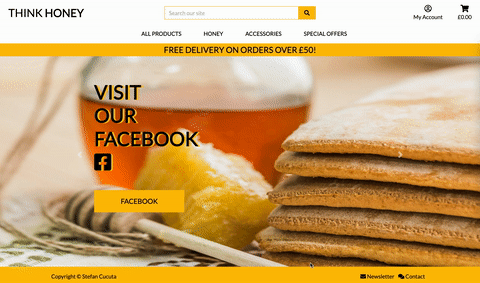 THINK HONEY
Search our site
My Account
£0.00
ALL PRODUCTS
HONEY
ACCESSORIES
SPECIAL OFFERS
FREE DELIVERY ON ORDERS OVER £50!
VISIT
OUR
FACEBOOK
FACEBOOK
Copyright © Stefan Cucuta
Newsletter
Contact